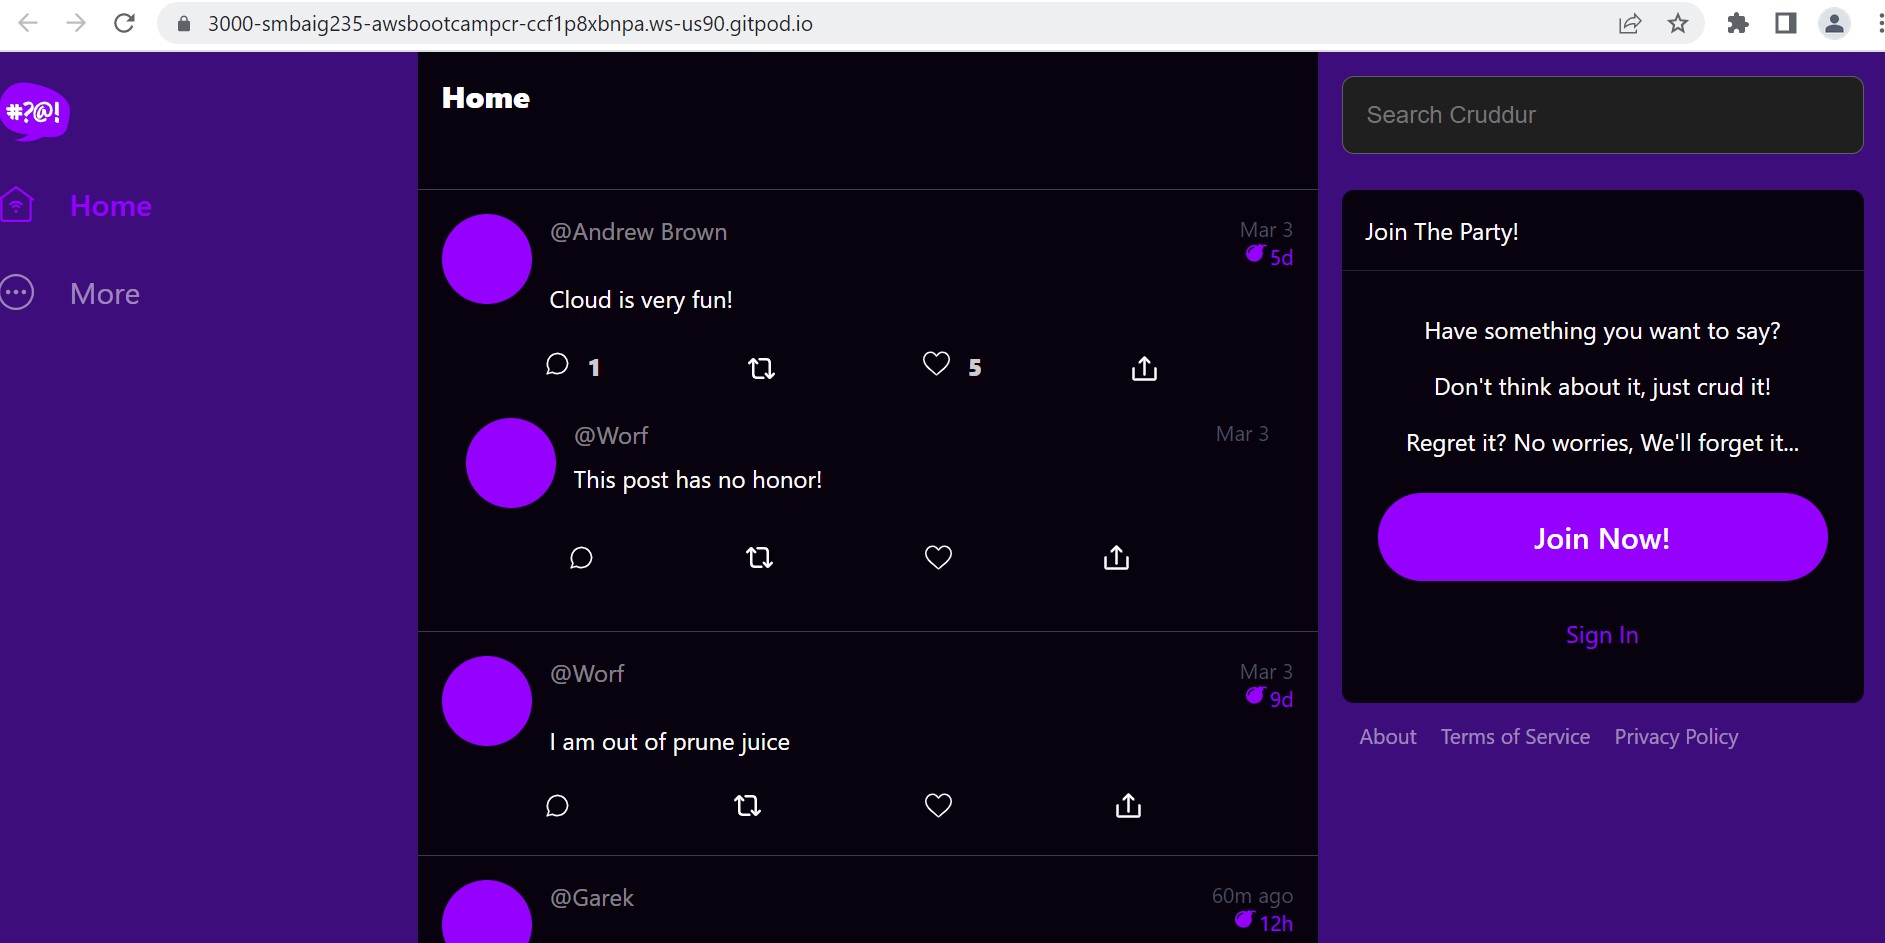 3000-smbaig235-awsbootcampcr-ccf1p8xbnpa.ws-us90.gitpod.io
#?@!
Home
More
Home
@Andrew Brown
Mar 3
5d
Cloud is very fun!
1
5
@Worf
Mar 3
This post has no honor!
@Worf
Mar 3
9d
I am out of prune juice
@Garek
60m ago
12h
Search Cruddur
Join The Party!
Have something you want to say?
Don't think about it, just crud it!
Regret it? No worries, We'll forget it...
Join Now!
Sign In
About Terms of Service Privacy Policy